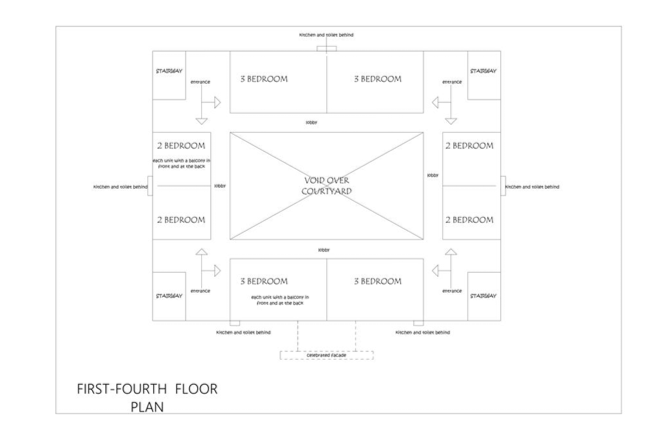 kitchen and toilet behind
STAIRWAY
entrance
3 BEDROOM
3 BEDROOM
entrance
STAIRWAY
lobby
2 BEDROOM
each unit with a balcony in
front and at the back
2 BEDROOM
kitchen and toilet behind
lobby
VOID OVER
COURTYARD
lobby
kitchen and toilet behind
2 BEDROOM
2 BEDROOM
lobby
STAIRWAY
entrance
3 BEDROOM
each unit with a balcony in
front and at the back
3 BEDROOM
entrance
STAIRWAY
kitchen and toilet behind
kitchen and toilet behind
celebrated facade
FIRST-FOURTH FLOOR
PLAN